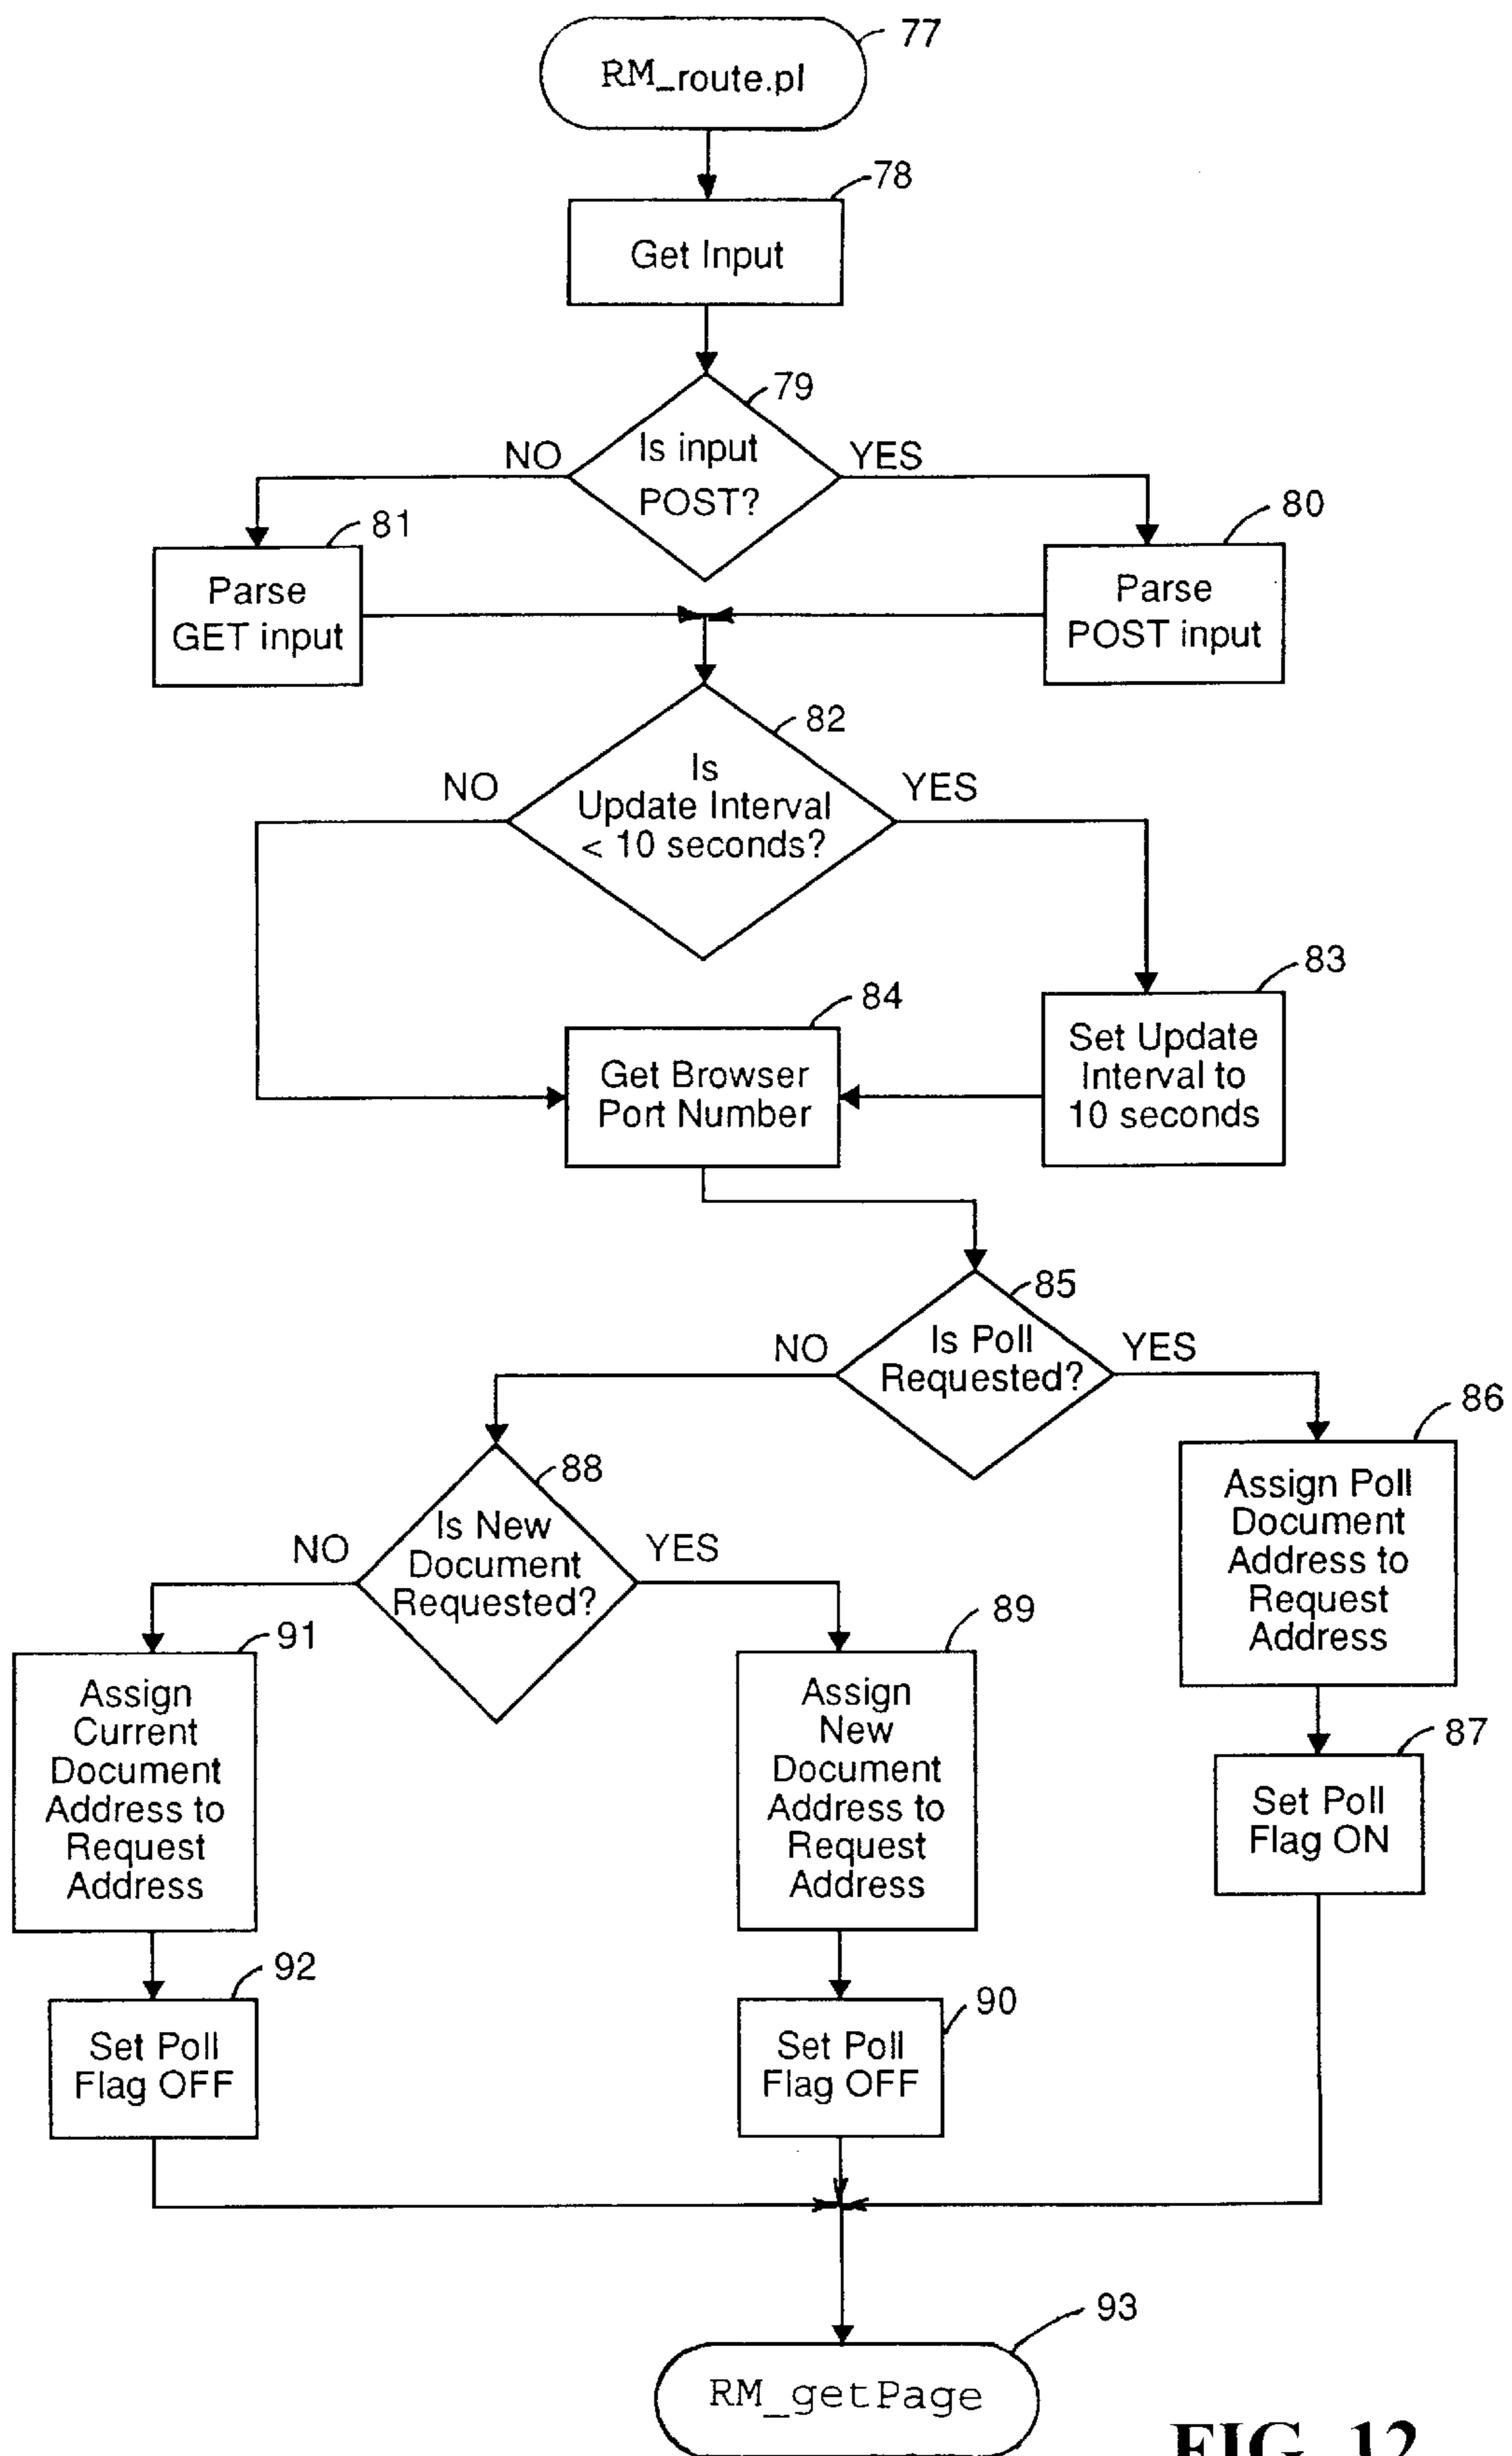 77
RM_route.pl
78
Get Input
79
NO
Is input
POST?
YES
81
80
Parse
GET input
Parse
POST input
82
NO
Is
Update Interval
< 10 seconds?
YES
83
84
Get Browser
Port Number
Set Update
Interval to
10 seconds
85
NO
Is Poll
Requested?
YES
86
88
NO
Is New
Document
Requested?
YES
Assign Poll
Document
Address to
Request
Address
91
89
Assign
Current
Document
Address to
Request
Address
Assign
New
Document
Address to
Request
Address
87
Set Poll
Flag ON
92
90
Set Poll
Flag OFF
Set Poll
Flag OFF
93
RM_getPage
FIG. 12